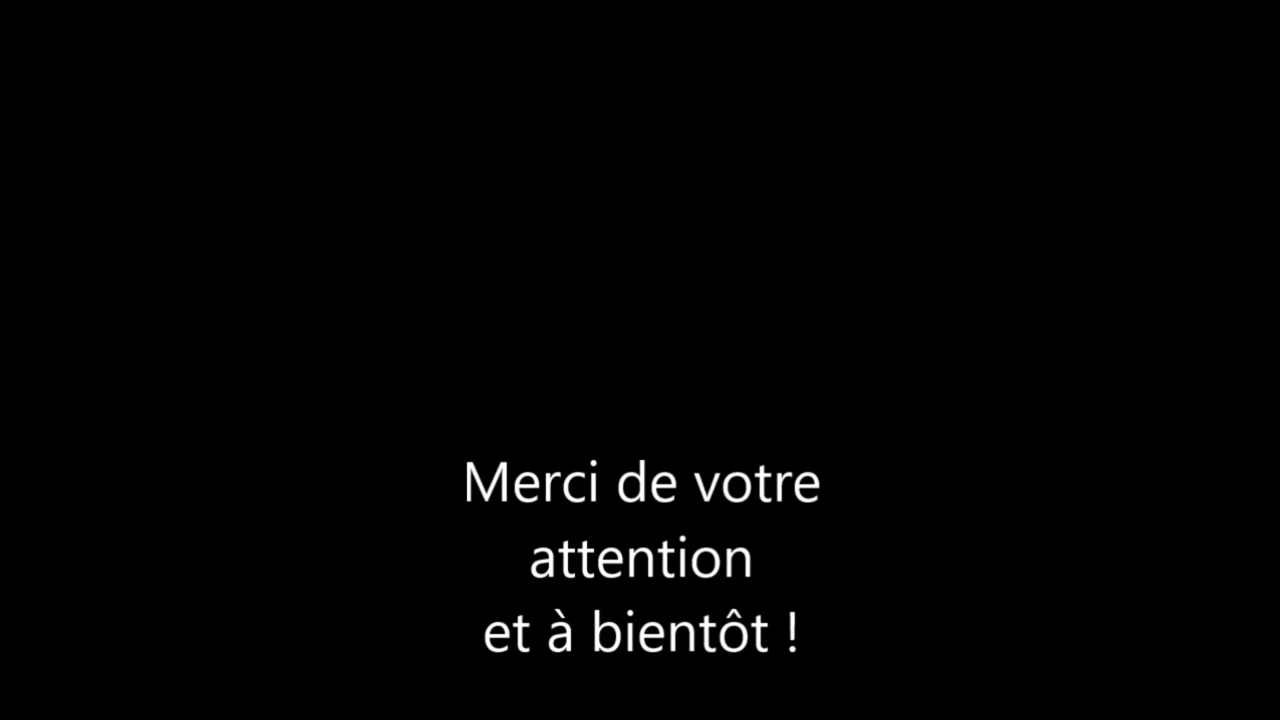 Merci de votre
attention
et à bientôt !